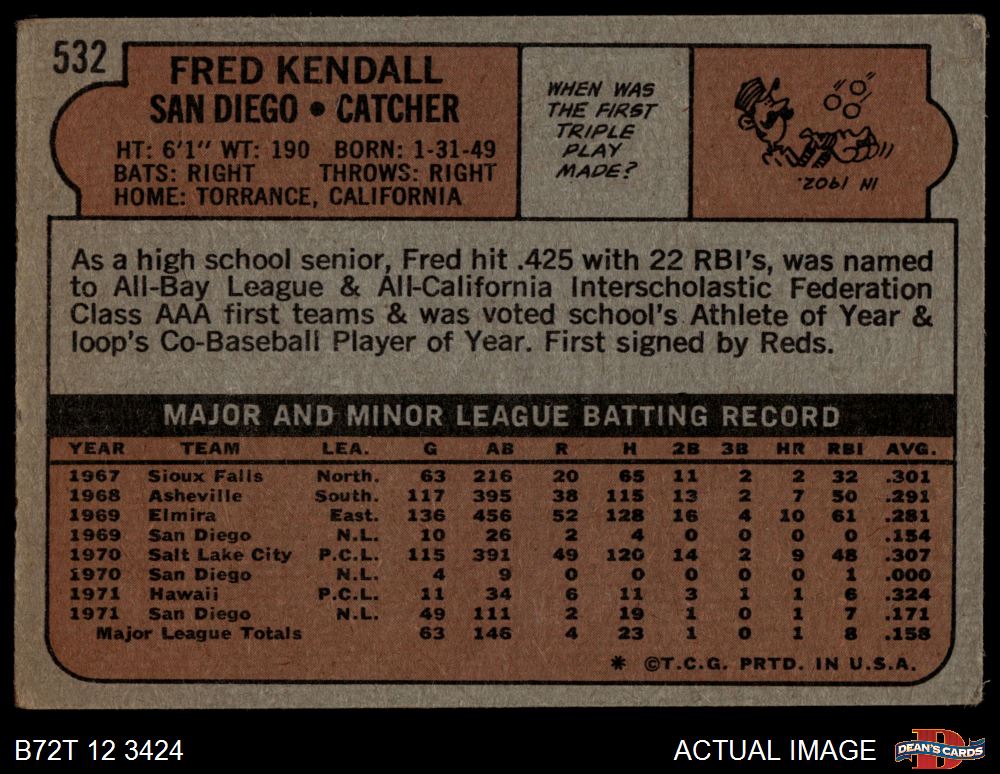 532
FRED KENDALL
SAN DIEGO • CATCHER
HT: 6'1" WT: 190 BORN: 1-31-49
BATS: RIGHT THROWS: RIGHT
HOME: TORRANCE, CALIFORNIA
WHEN WAS
THE FIRST
TRIPLE
PLAY
MADE?
IN 1902.
As a high school senior, Fred hit .425 with 22 RBI's, was named
to All-Bay League & All-California Interscholastic Federation
Class AAA first teams & was voted school's Athlete of Year &
loop's Co-Baseball Player of Year. First signed by Reds.
MAJOR AND MINOR LEAGUE BATTING RECORD
YEAR TEAM LEA. G AB R H 2B 3B HR RBI AVG.
1967 Sioux Falls North. 63 216 20 65 11 2 2 32 .301
1968 Asheville South. 117 395 38 115 13 2 7 50 .291
1969 Elmira East. 136 456 52 128 16 4 10 61 .281
1969 San Diego N.L. 10 26 2 4 0 0 0 0 .154
1970 Salt Lake City P.C.L. 115 391 49 120 14 2 9 48 .307
1970 San Diego N.L. 4 9 0 0 0 0 0 1 .000
1971 Hawaii P.C.L. 11 34 6 11 3 1 1 6 .324
1971 San Diego N.L. 49 111 2 19 1 0 1 7 .171
Major League Totals 63 146 4 23 1 0 1 8 .158
* ©T.C.G. PRTD. IN U.S.A.
B72T 12 3424
ACTUAL IMAGE
D
DEAN'S CARDS